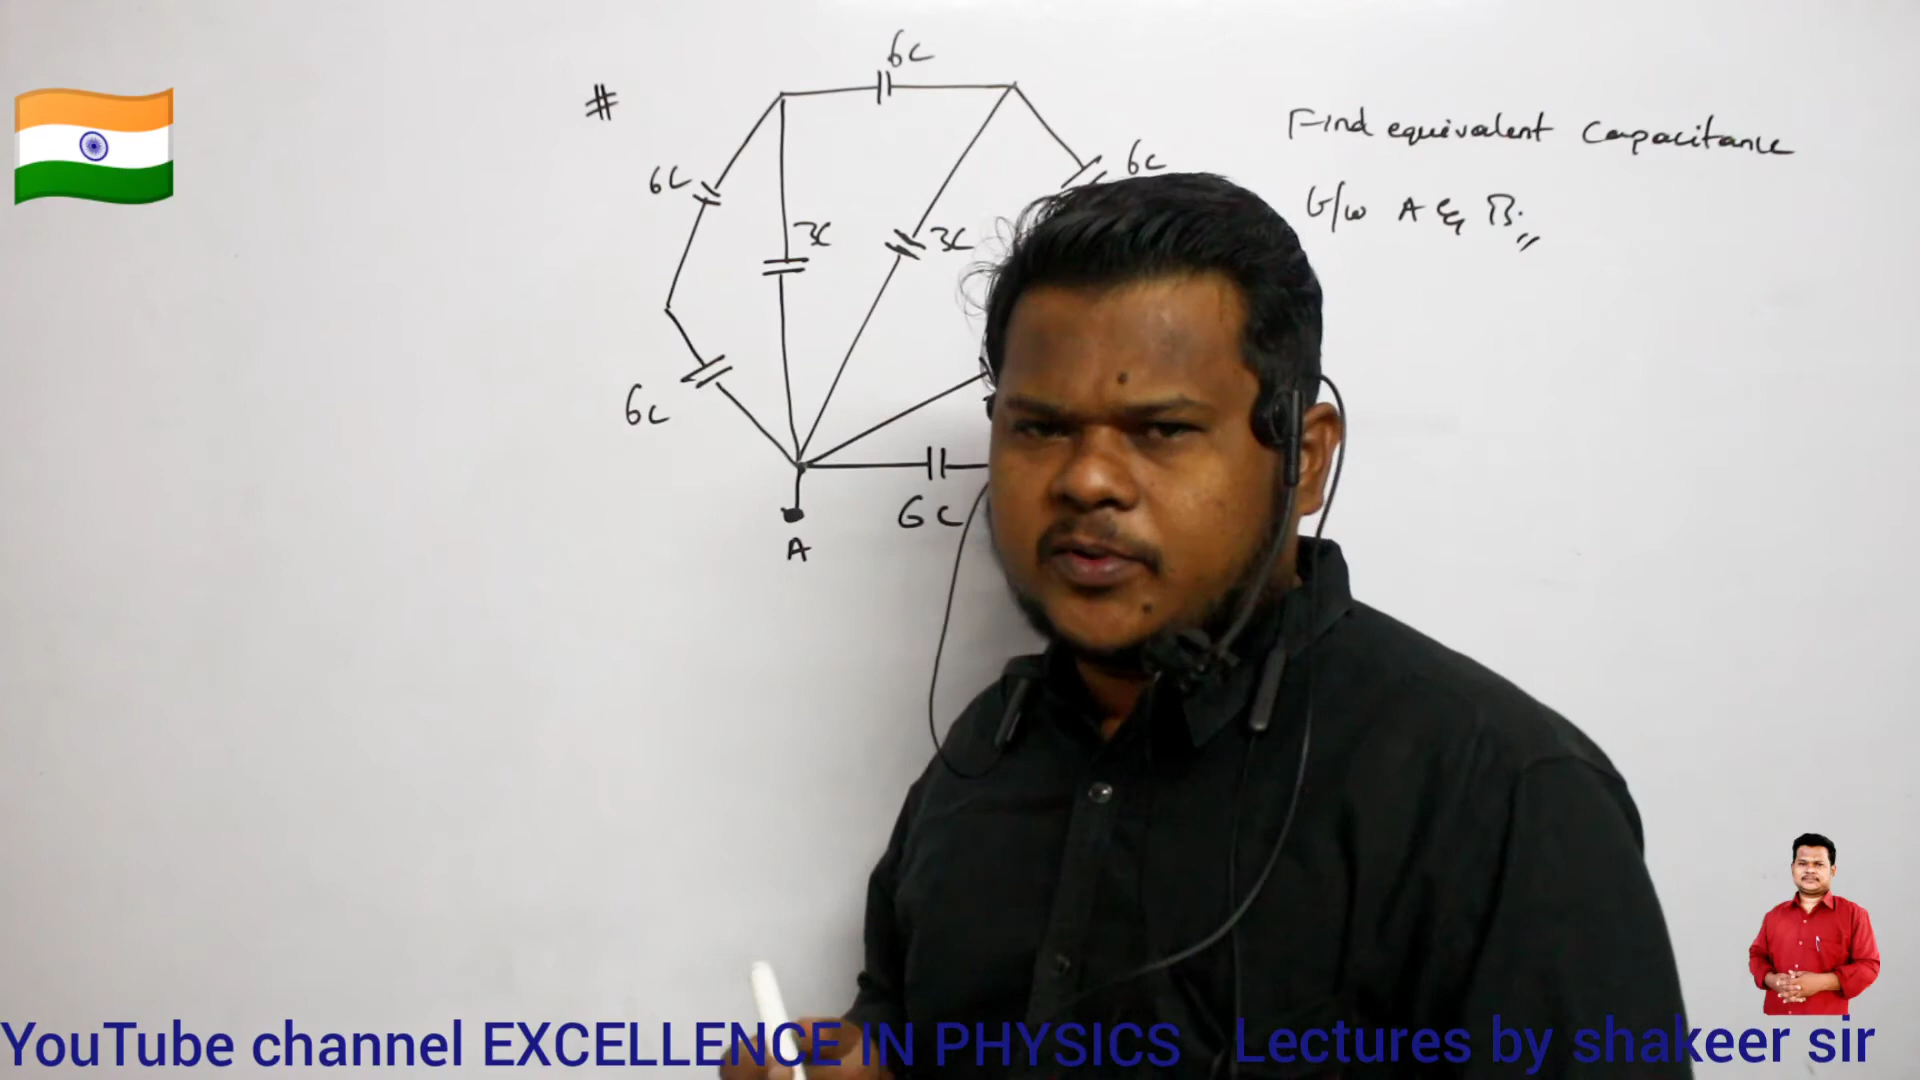 #
6C
Find equivalent Capacitance
b/w A & B.
6C
6C
3C
3C
6C
6C
A
YouTube channel EXCELLENCE IN PHYSICS Lectures by shakeer sir